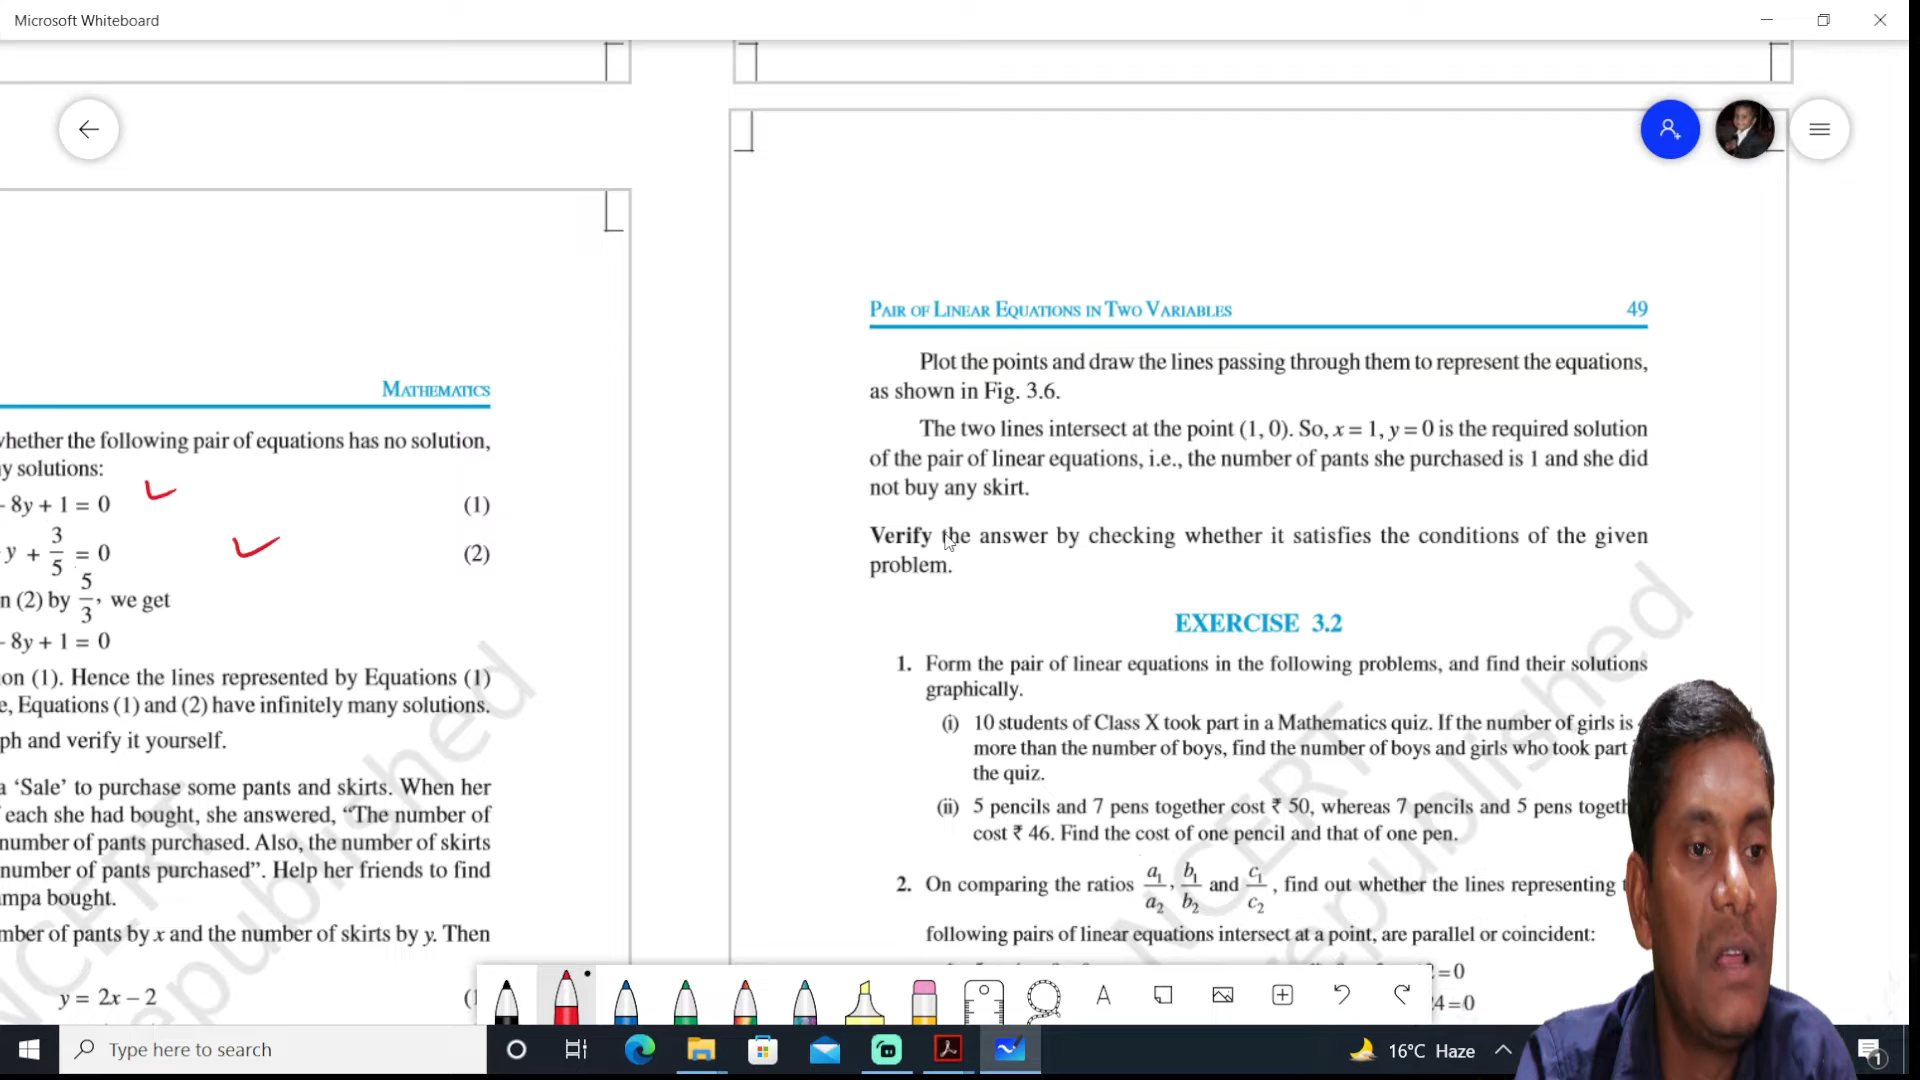 Microsoft Whiteboard
MATHEMATICS
whether the following pair of equations has no solution,
ny solutions:
- 8y + 1 = 0 (1)
y + 3/5 = 0 (2)
n (2) by 5/3, we get
- 8y + 1 = 0
on (1). Hence the lines represented by Equations (1)
e, Equations (1) and (2) have infinitely many solutions.
ph and verify it yourself.
a ‘Sale’ to purchase some pants and skirts. When her
f each she had bought, she answered, “The number of
number of pants purchased. Also, the number of skirts
number of pants purchased”. Help her friends to find
mpa bought.
mber of pants by x and the number of skirts by y. Then
y = 2x – 2 (1
PAIR OF LINEAR EQUATIONS IN TWO VARIABLES 49
Plot the points and draw the lines passing through them to represent the equations,
as shown in Fig. 3.6.
The two lines intersect at the point (1, 0). So, x = 1, y = 0 is the required solution
of the pair of linear equations, i.e., the number of pants she purchased is 1 and she did
not buy any skirt.
Verify the answer by checking whether it satisfies the conditions of the given
problem.
EXERCISE 3.2
1. Form the pair of linear equations in the following problems, and find their solutions
graphically.
(i) 10 students of Class X took part in a Mathematics quiz. If the number of girls is
more than the number of boys, find the number of boys and girls who took part
the quiz.
(ii) 5 pencils and 7 pens together cost ₹ 50, whereas 7 pencils and 5 pens togeth
cost ₹ 46. Find the cost of one pencil and that of one pen.
2. On comparing the ratios a₁/a₂, b₁/b₂ and c₁/c₂, find out whether the lines representing
following pairs of linear equations intersect at a point, are parallel or coincident:
= 0
4 = 0
NCERT
republished
NCERT
republished
Type here to search
16°C Haze
1